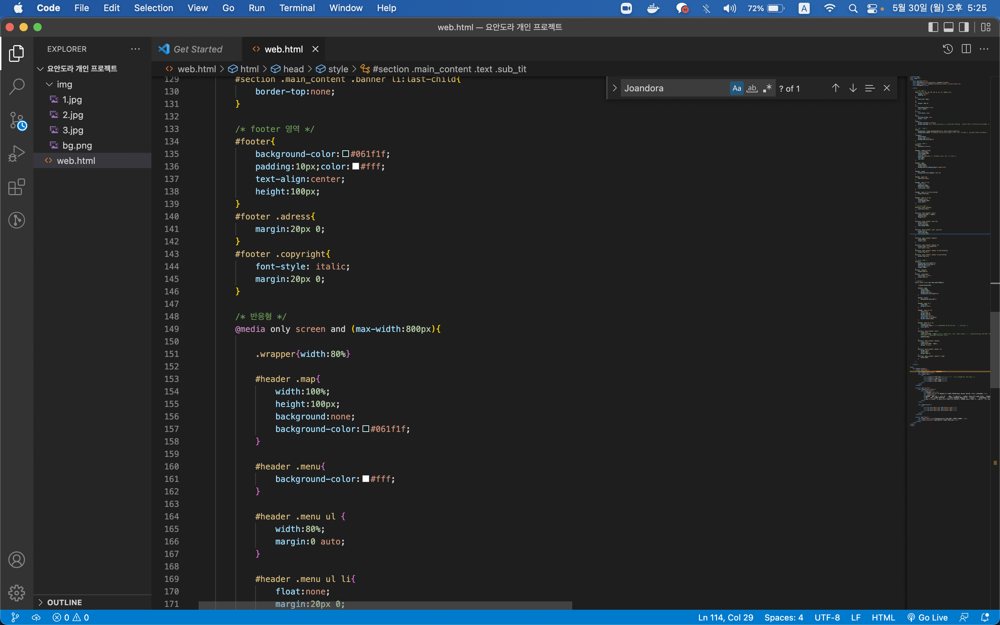 Code File Edit Selection View Go Run Terminal Window Help 72% A 5월 30일 (월) 오후 5:25
web.html — 요안도라 개인 프로젝트
EXPLORER
요안도라 개인 프로젝트
img
1.jpg
2.jpg
3.jpg
bg.png
web.html
OUTLINE
Get Started
web.html
web.html > html > head > style > #section .main_content .text .sub_tit
Joandora Aa ab ? of 1
129 #section .main_content .banner li:last-child{
130 border-top:none;
131 }
132
133 /* footer 영역 */
134 #footer{
135 background-color:#061f1f;
136 padding:10px;color:#fff;
137 text-align:center;
138 height:100px;
139 }
140 #footer .adress{
141 margin:20px 0;
142 }
143 #footer .copyright{
144 font-style: italic;
145 margin:20px 0;
146 }
147
148 /* 반응형 */
149 @media only screen and (max-width:800px){
150
151 .wrapper{width:80%}
152
153 #header .map{
154 width:100%;
155 height:100px;
156 background:none;
157 background-color:#061f1f;
158 }
159
160 #header .menu{
161 background-color:#fff;
162 }
163
164 #header .menu ul {
165 width:80%;
166 margin:0 auto;
167 }
168
169 #header .menu ul li{
170 float:none;
171 margin:20px 0;
0 0 Ln 114, Col 29 Spaces: 4 UTF-8 LF HTML Go Live